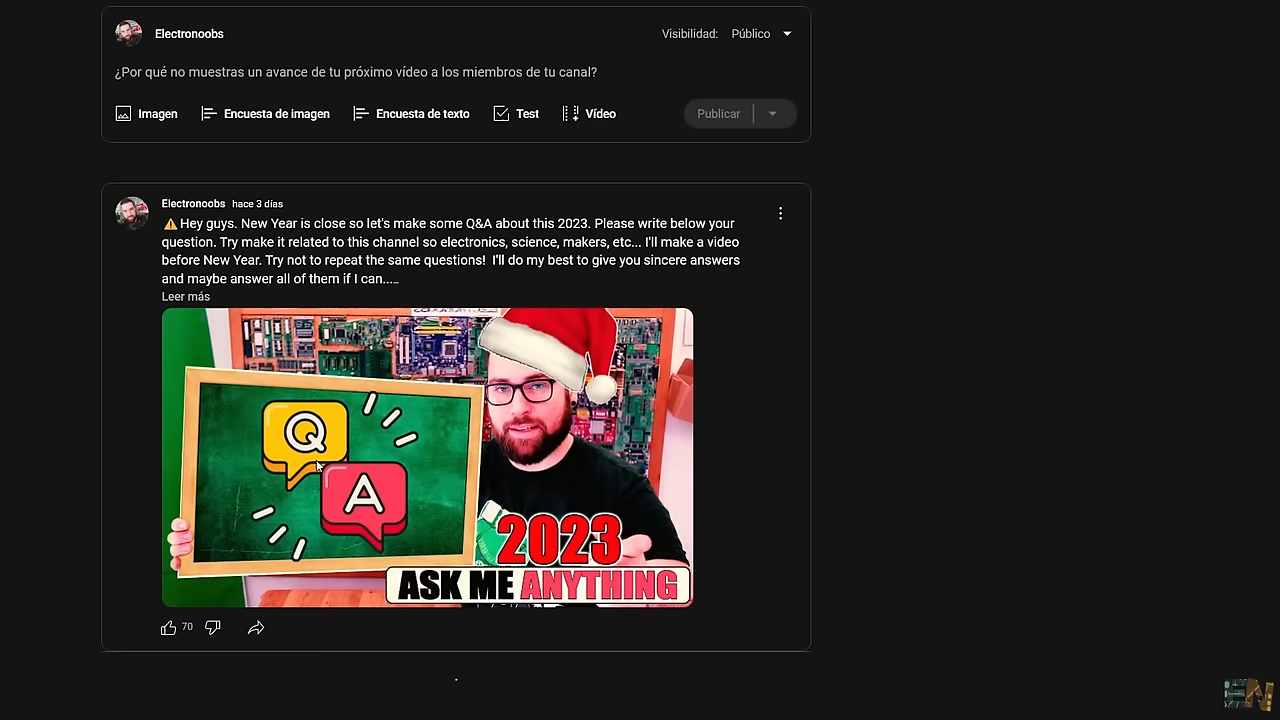 Electronoobs
Visibilidad: Público
¿Por qué no muestras un avance de tu próximo vídeo a los miembros de tu canal?
Imagen Encuesta de imagen Encuesta de texto Test Vídeo Publicar
Electronoobs hace 3 días
⚠️Hey guys. New Year is close so let's make some Q&A about this 2023. Please write below your
question. Try make it related to this channel so electronics, science, makers, etc... I'll make a video
before New Year. Try not to repeat the same questions! I'll do my best to give you sincere answers
and maybe answer all of them if I can.....
Leer más
Q
A
2023
ASK ME ANYTHING
70
EN